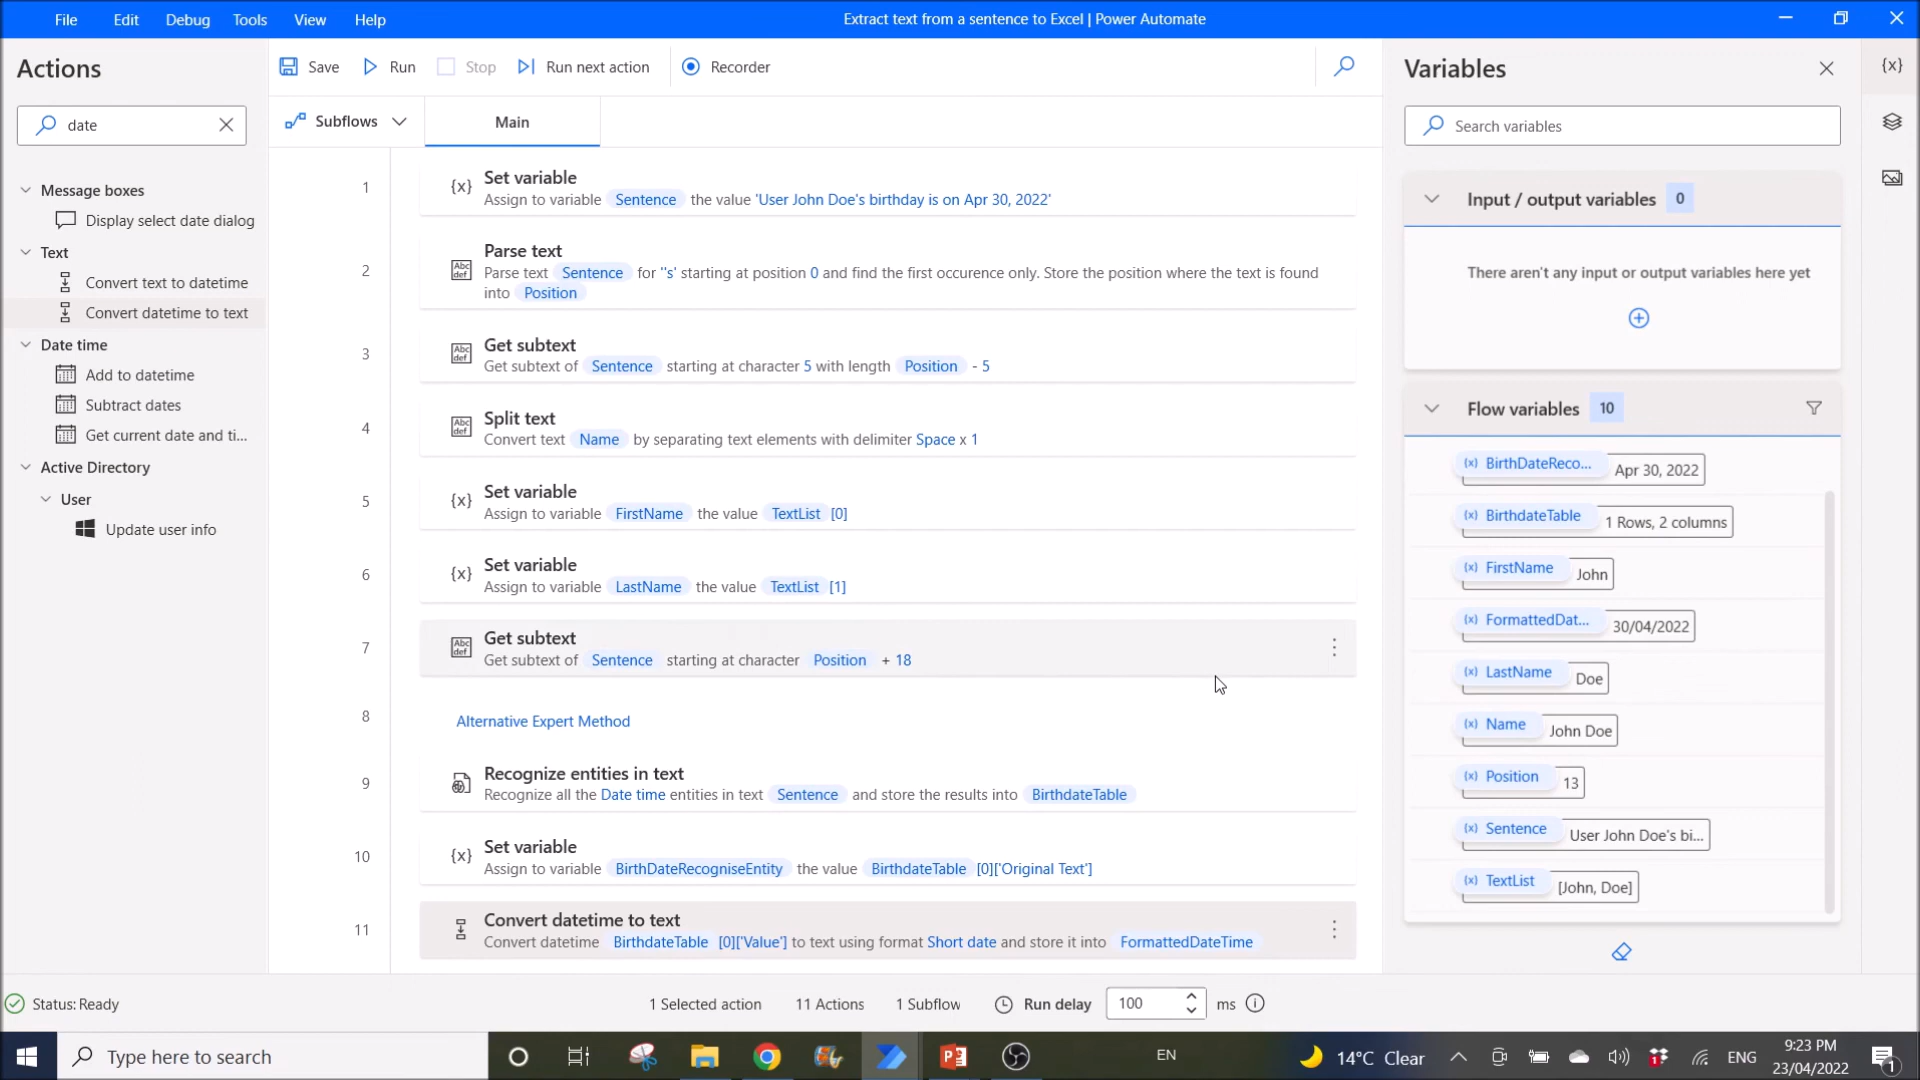 File Edit Debug Tools View Help
Extract text from a sentence to Excel | Power Automate
Actions
date
Message boxes
Display select date dialog
Text
Convert text to datetime
Convert datetime to text
Date time
Add to datetime
Subtract dates
Get current date and ti...
Active Directory
User
Update user info
Save Run Stop Run next action Recorder
Subflows Main
1 Set variable
{x} Assign to variable Sentence the value 'User John Doe's birthday is on Apr 30, 2022'
2 Parse text
Abc def Parse text Sentence for ''s' starting at position 0 and find the first occurence only. Store the position where the text is found
into Position
3 Get subtext
Abc def Get subtext of Sentence starting at character 5 with length Position - 5
4 Split text
Abc def Convert text Name by separating text elements with delimiter Space x 1
5 Set variable
{x} Assign to variable FirstName the value TextList [0]
6 Set variable
{x} Assign to variable LastName the value TextList [1]
7 Get subtext
Abc def Get subtext of Sentence starting at character Position + 18
8 Alternative Expert Method
9 Recognize entities in text
Recognize all the Date time entities in text Sentence and store the results into BirthdateTable
10 Set variable
{x} Assign to variable BirthDateRecogniseEntity the value BirthdateTable [0]['Original Text']
11 Convert datetime to text
Convert datetime BirthdateTable [0]['Value'] to text using format Short date and store it into FormattedDateTime
Variables
{x}
Search variables
Input / output variables 0
There aren't any input or output variables here yet
Flow variables 10
(x) BirthDateReco... Apr 30, 2022
(x) BirthdateTable 1 Rows, 2 columns
(x) FirstName John
(x) FormattedDat... 30/04/2022
(x) LastName Doe
(x) Name John Doe
(x) Position 13
(x) Sentence User John Doe's bi...
(x) TextList [John, Doe]
Status: Ready 1 Selected action 11 Actions 1 Subflow Run delay 100 ms
Type here to search
EN
14°C Clear
1
ENG
9:23 PM
23/04/2022
1